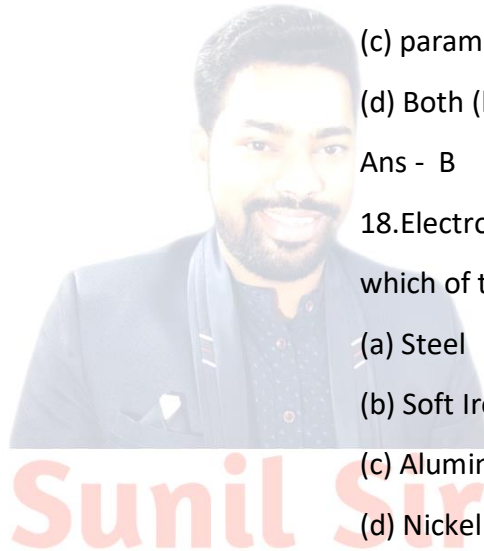 (c) param
(d) Both (
Ans - B
18.Electro
which of t
(a) Steel
(b) Soft Ir
(c) Alumin
(d) Nickel
Sunil Sir